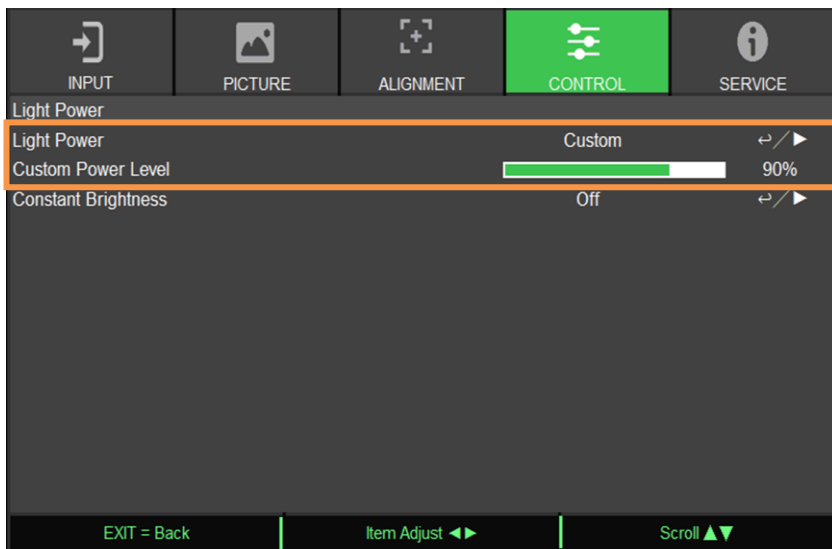 INPUT PICTURE ALIGNMENT CONTROL SERVICE
Light Power
Light Power Custom ↩/▶
Custom Power Level 90%
Constant Brightness Off ↩/▶
EXIT = Back Item Adjust ◀▶ Scroll ▲▼